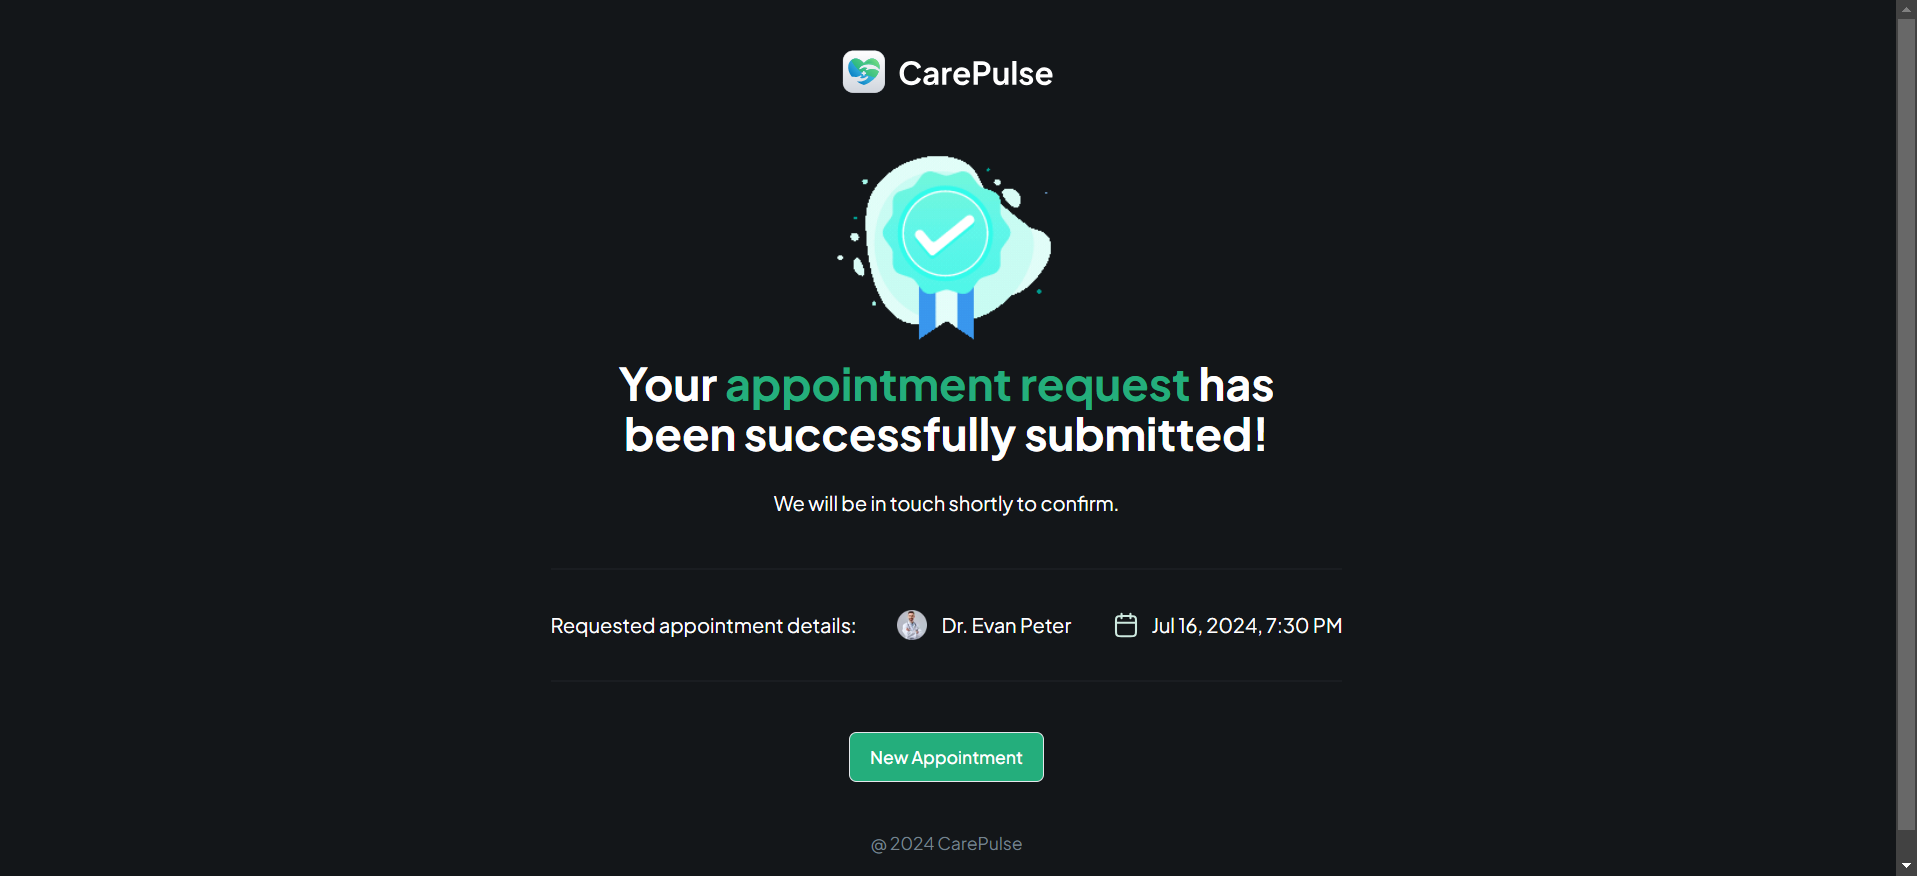 CarePulse
Your appointment request has
been successfully submitted!
We will be in touch shortly to confirm.
Requested appointment details: Dr. Evan Peter Jul 16, 2024, 7:30 PM
New Appointment
@ 2024 CarePulse